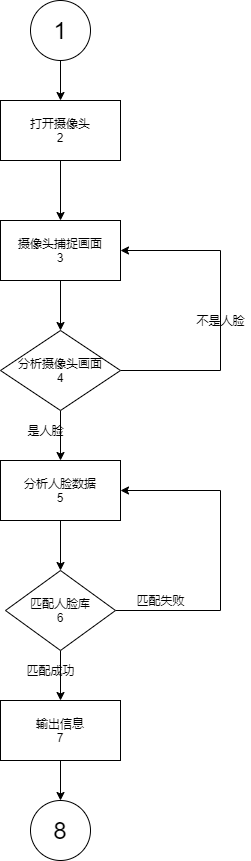 1
打开摄像头
2
摄像头捕捉画面
3
不是人脸
分析摄像头画面
4
是人脸
分析人脸数据
5
匹配人脸库
6
匹配失败
匹配成功
输出信息
7
8